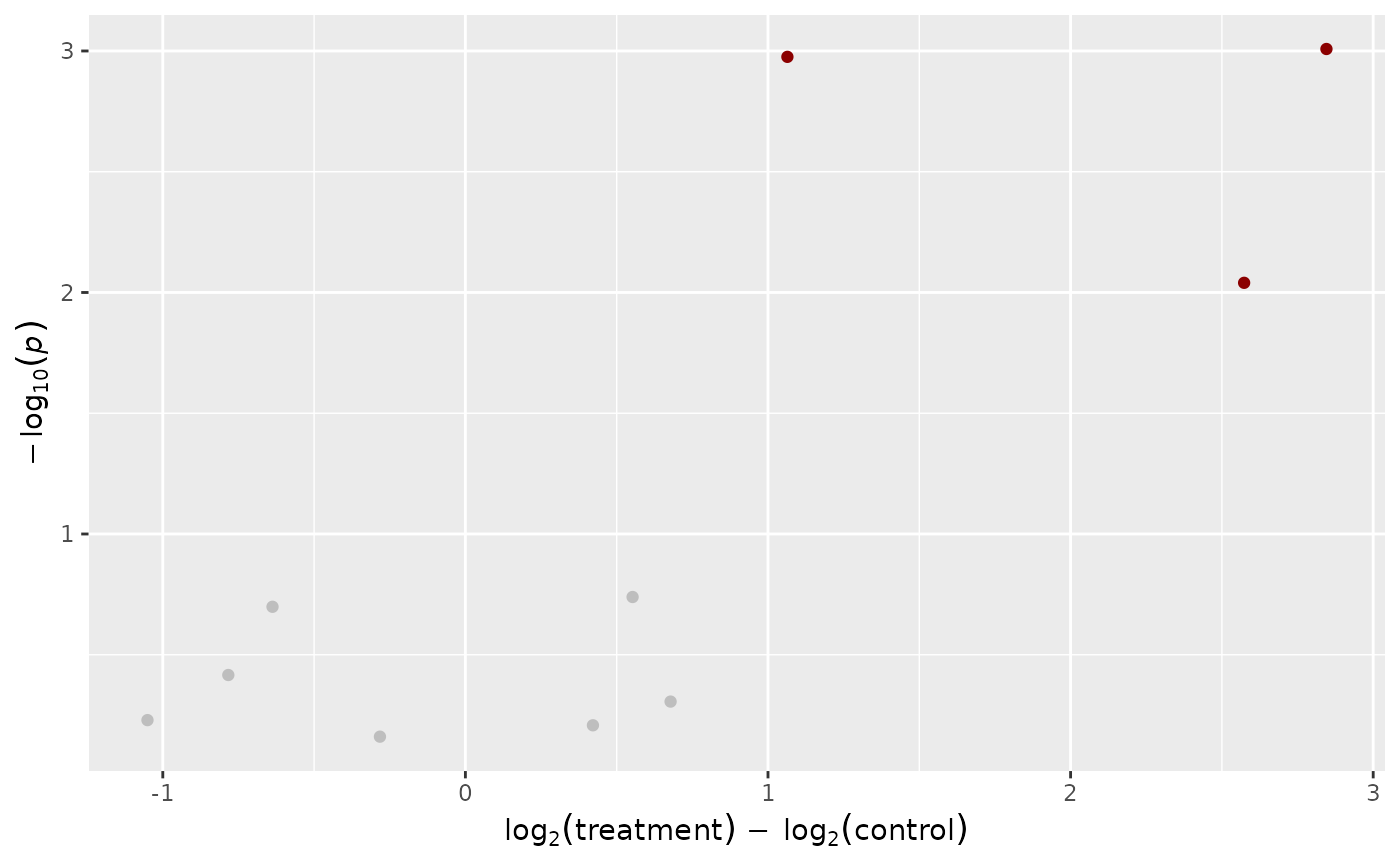 3
2
1
−log₁₀(p)
-1 0 1 2 3
log₂(treatment) − log₂(control)